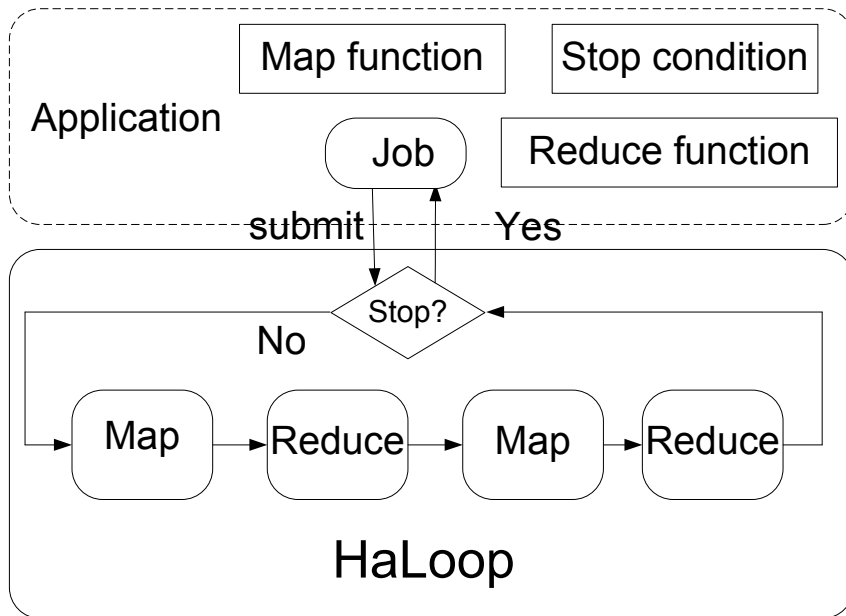 Map function
Stop condition
Application
Job
Reduce function
submit
Yes
Stop?
No
Map
Reduce
Map
Reduce
HaLoop